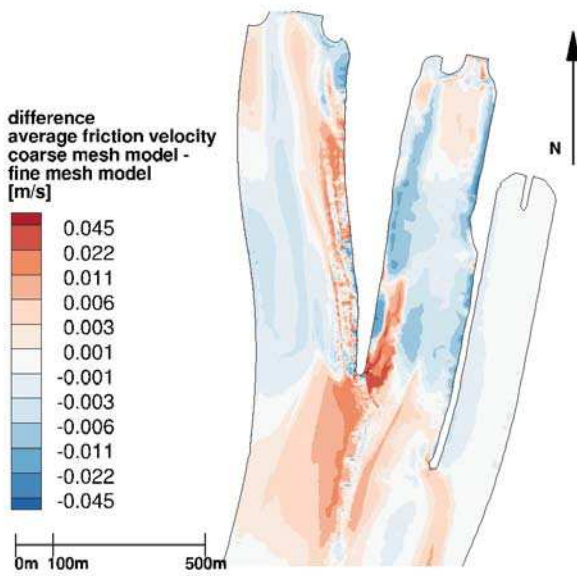 difference
average friction velocity
coarse mesh model -
fine mesh model
[m/s]
0.045
0.022
0.011
0.006
0.003
0.001
-0.001
-0.003
-0.006
-0.011
-0.022
-0.045
0m 100m 500m
N